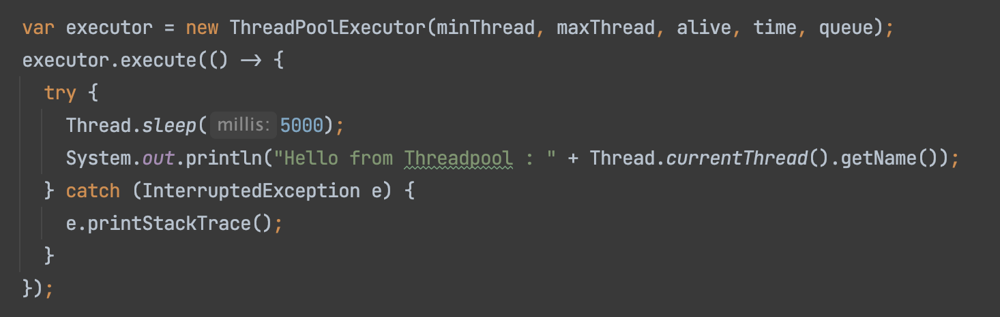 var executor = new ThreadPoolExecutor(minThread, maxThread, alive, time, queue);
executor.execute(() -> {
try {
Thread.sleep( millis: 5000);
System.out.println("Hello from Threadpool : " + Thread.currentThread().getName());
} catch (InterruptedException e) {
e.printStackTrace();
}
});